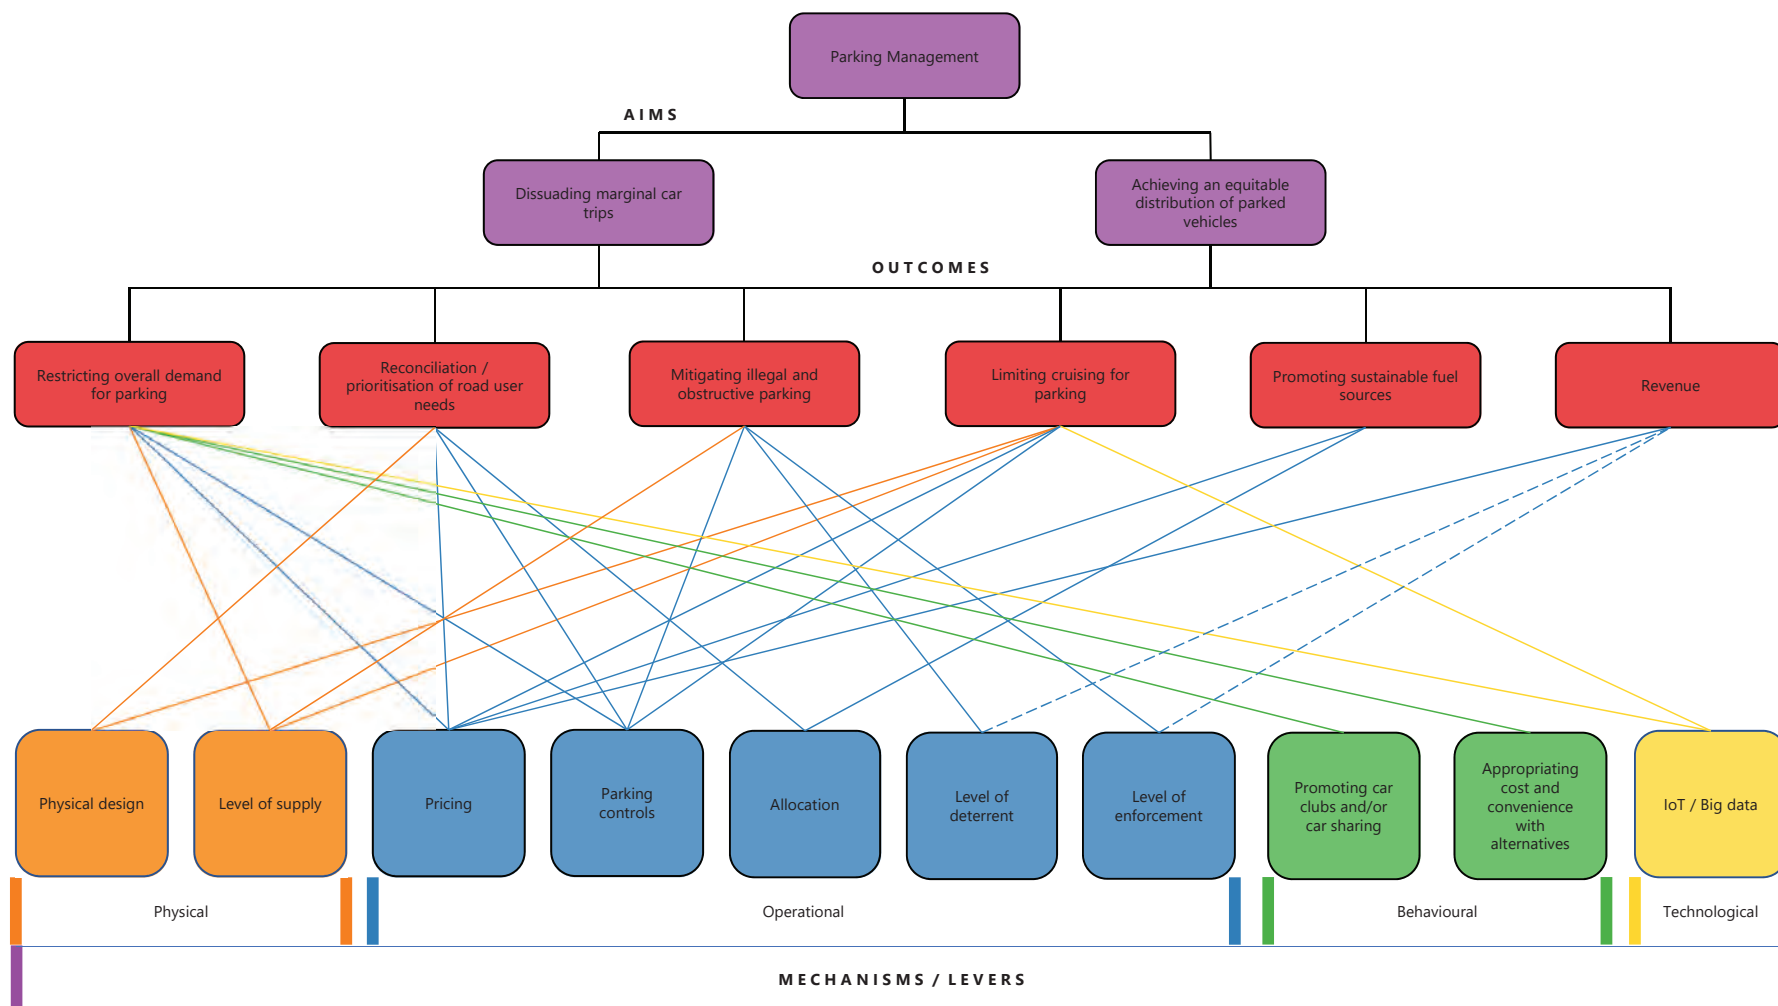 Parking Management
AIMS
Dissuading marginal car
trips
Achieving an equitable
distribution of parked
vehicles
OUTCOMES
Restricting overall demand
for parking
Reconciliation /
prioritisation of road user
needs
Mitigating illegal and
obstructive parking
Limiting cruising for
parking
Promoting sustainable fuel
sources
Revenue
Physical design
Level of supply
Pricing
Parking
controls
Allocation
Level of
deterrent
Level of
enforcement
Promoting car
clubs and/or
car sharing
Appropriating
cost and
convenience
with
alternatives
IoT / Big data
Physical
Operational
Behavioural
Technological
MECHANISMS / LEVERS